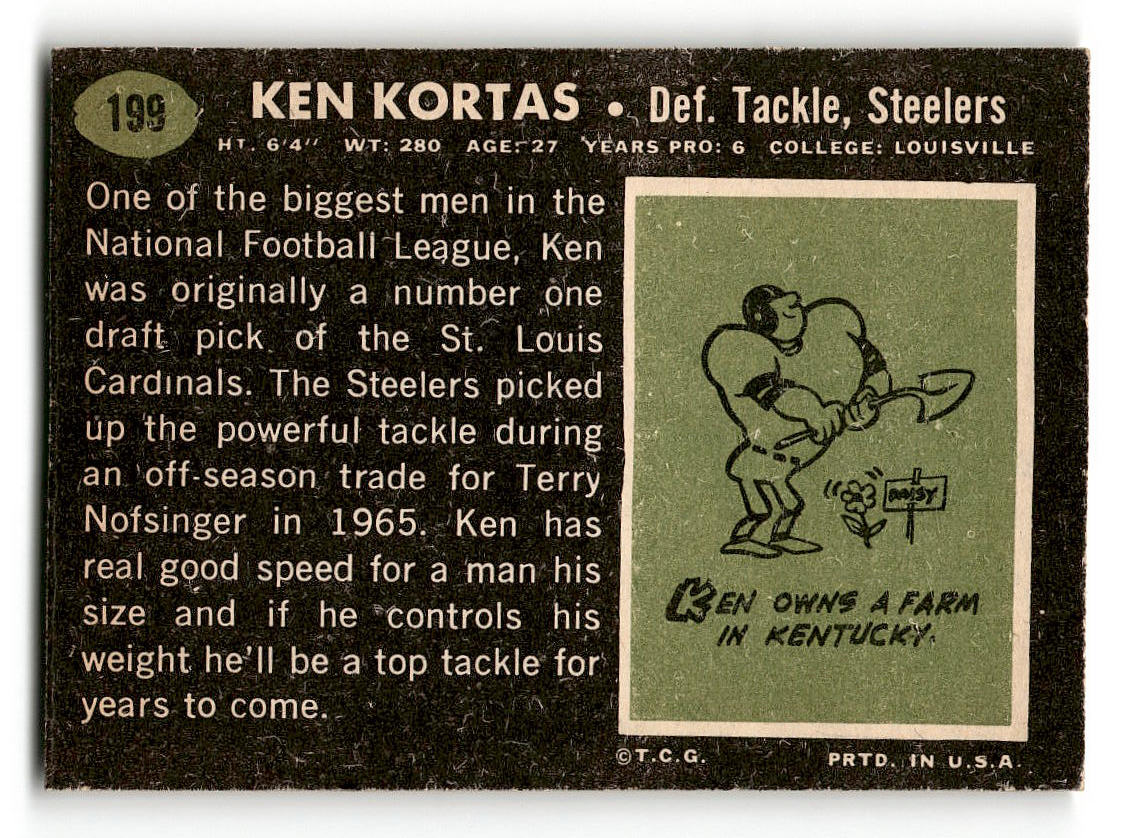 199
KEN KORTAS • Def. Tackle, Steelers
HT. 6'4" WT: 280 AGE: 27 YEARS PRO: 6 COLLEGE: LOUISVILLE
One of the biggest men in the
National Football League, Ken
was originally a number one
draft pick of the St. Louis
Cardinals. The Steelers picked
up the powerful tackle during
an off-season trade for Terry
Nofsinger in 1965. Ken has
real good speed for a man his
size and if he controls his
weight he'll be a top tackle for
years to come.
DAISY
KEN OWNS A FARM
IN KENTUCKY.
©T.C.G. PRTD. IN U.S.A.